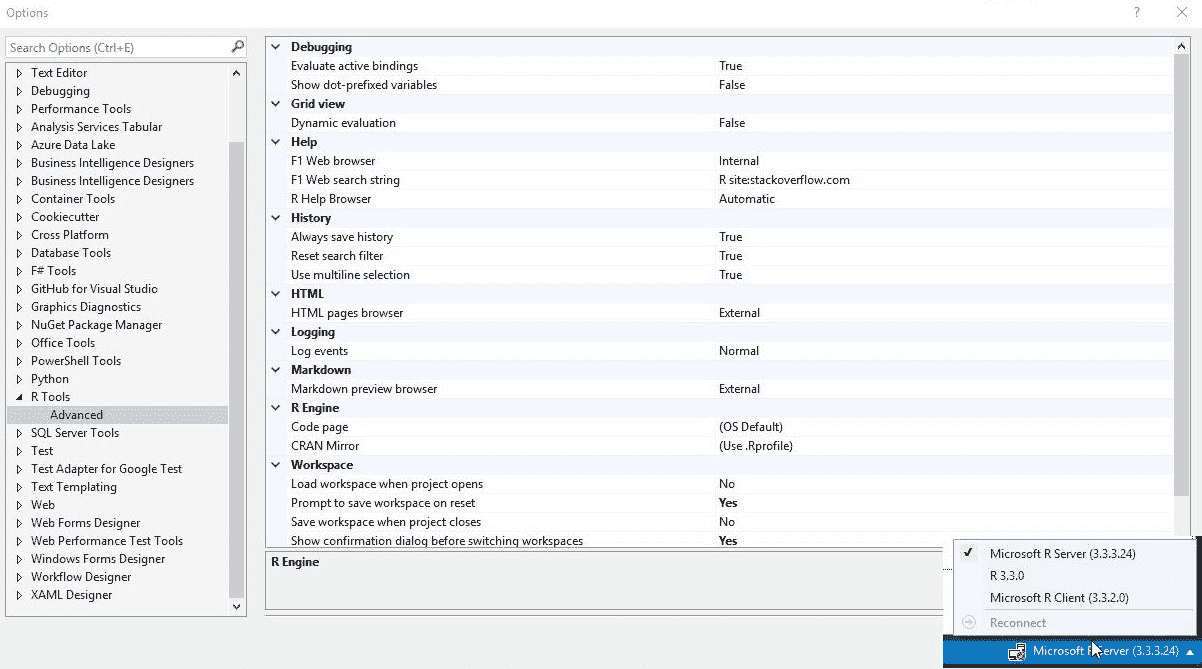 Options
?
Search Options (Ctrl+E)
Text Editor
Debugging
Performance Tools
Analysis Services Tabular
Azure Data Lake
Business Intelligence Designers
Business Intelligence Designers
Container Tools
Cookiecutter
Cross Platform
Database Tools
F# Tools
GitHub for Visual Studio
Graphics Diagnostics
NuGet Package Manager
Office Tools
PowerShell Tools
Python
R Tools
Advanced
SQL Server Tools
Test
Test Adapter for Google Test
Text Templating
Web
Web Forms Designer
Web Performance Test Tools
Windows Forms Designer
Workflow Designer
XAML Designer
Debugging
Evaluate active bindings True
Show dot-prefixed variables False
Grid view
Dynamic evaluation False
Help
F1 Web browser Internal
F1 Web search string R site:stackoverflow.com
R Help Browser Automatic
History
Always save history True
Reset search filter True
Use multiline selection True
HTML
HTML pages browser External
Logging
Log events Normal
Markdown
Markdown preview browser External
R Engine
Code page (OS Default)
CRAN Mirror (Use .Rprofile)
Workspace
Load workspace when project opens No
Prompt to save workspace on reset Yes
Save workspace when project closes No
Show confirmation dialog before switching workspaces Yes
R Engine
Microsoft R Server (3.3.3.24)
R 3.3.0
Microsoft R Client (3.3.2.0)
Reconnect
Microsoft R Server (3.3.3.24)